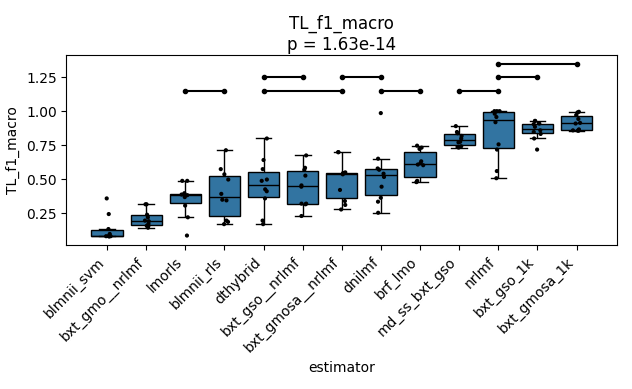 TL_f1_macro
p = 1.63e-14
TL_f1_macro
1.25
1.00
0.75
0.50
0.25
blmnii_svm
bxt_gmo__nrlmf
lmorls
blmnii_rls
dthybrid
bxt_gso__nrlmf
bxt_gmosa__nrlmf
dnilmf
brf_lmo
md_ss_bxt_gso
nrlmf
bxt_gso_1k
bxt_gmosa_1k
estimator